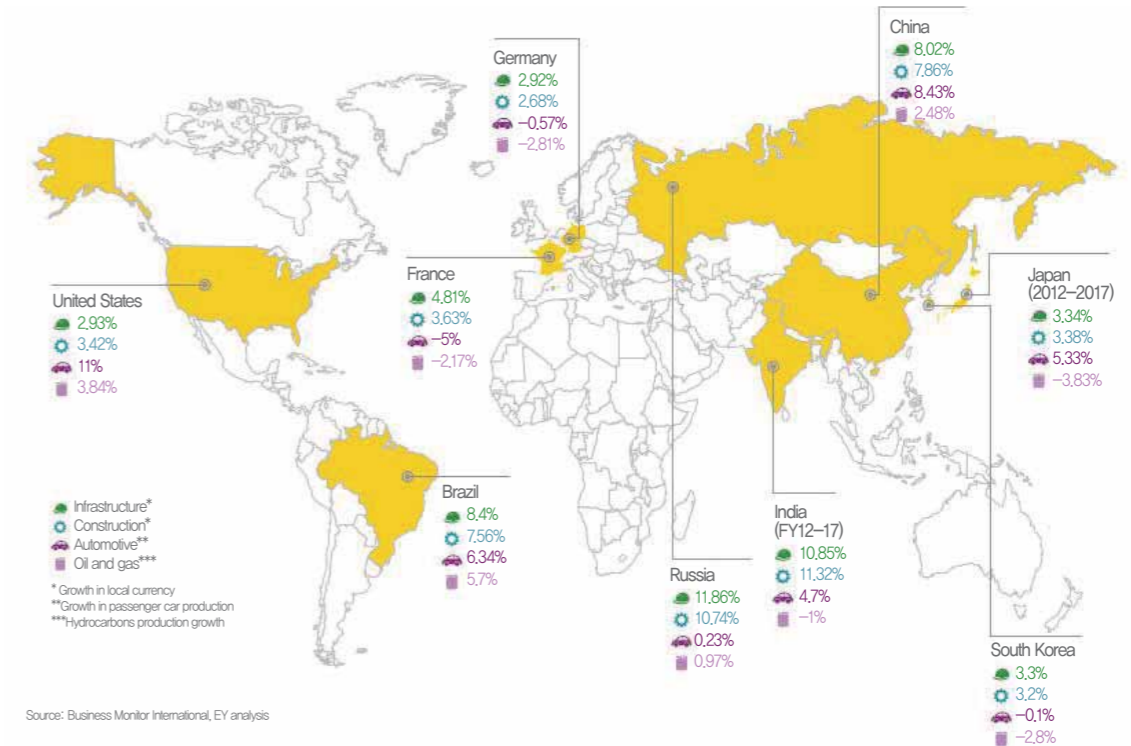 China
8.02%
7.86%
8.43%
2.48%
Germany
2.92%
2.68%
-0.57%
-2.81%
France
4.81%
3.63%
-5%
-2.17%
United States
2.93%
3.42%
11%
3.84%
Japan
(2012-2017)
3.34%
3.38%
5.33%
-3.83%
Brazil
8.4%
7.56%
6.34%
5.7%
India
(FY12-17)
10.85%
11.32%
4.7%
-1%
Russia
11.86%
10.74%
0.23%
0.97%
South Korea
3.3%
3.2%
-0.1%
-2.8%
Infrastructure*
Construction*
Automotive**
Oil and gas***
* Growth in local currency
**Growth in passenger car production
***Hydrocarbons production growth
Source: Business Monitor International, EY analysis